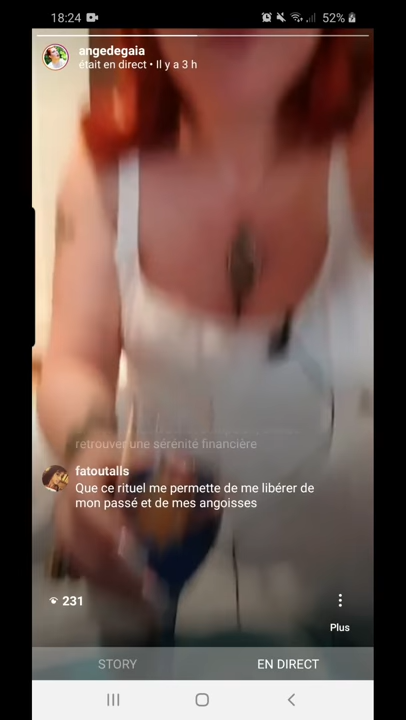 18:24
52%
angedegaia
était en direct • Il y a 3 h
retrouver une sérénité financière
fatoutalls
Que ce rituel me permette de me libérer de
mon passé et de mes angoisses
231
Plus
STORY
EN DIRECT